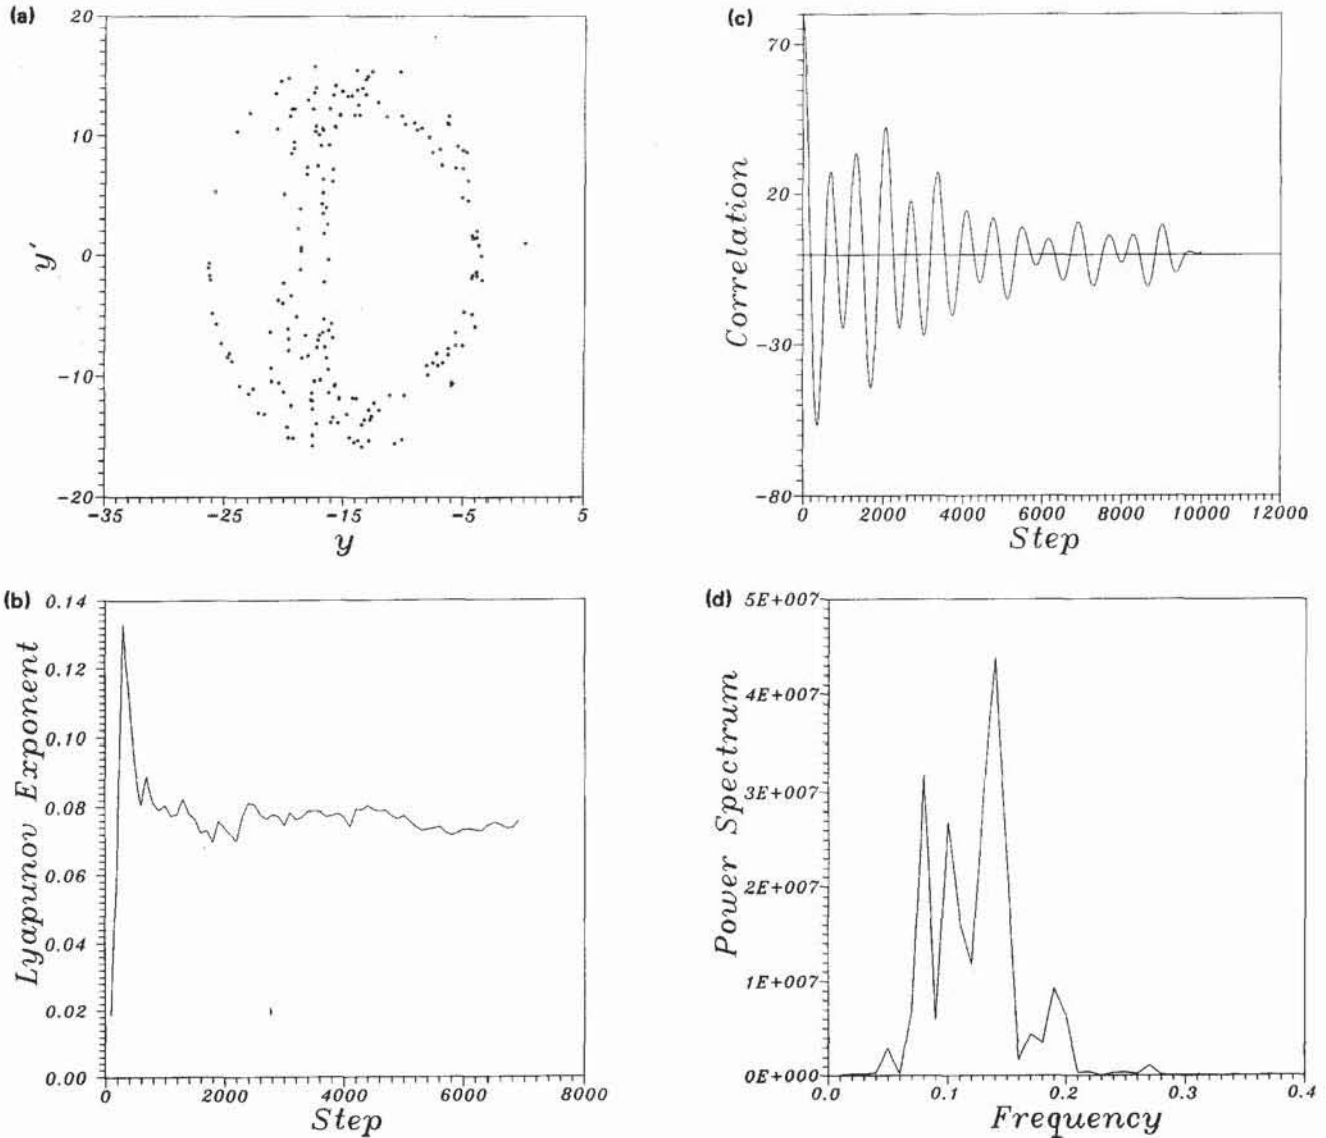 (a)
20
10
0
-10
-20
-35
-25
-15
-5
5
y'
y
(c)
70
20
-30
-80
0
2000
4000
6000
8000
10000
12000
Correlation
Step
(b)
0.14
0.12
0.10
0.08
0.06
0.04
0.02
0.00
0
2000
4000
6000
8000
Lyapunov Exponent
Step
(d)
5E+007
4E+007
3E+007
2E+007
1E+007
0E+000
0.0
0.1
0.2
0.3
0.4
Power Spectrum
Frequency